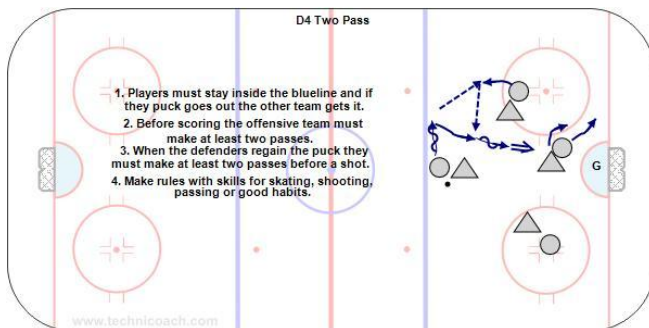 D4 Two Pass
1. Players must stay inside the blueline and if
they puck goes out the other team gets it.
2. Before scoring the offensive team must
make at least two passes.
3. When the defenders regain the puck they
must make at least two passes before a shot.
4. Make rules with skills for skating, shooting,
passing or good habits.
G
www.technicoach.com